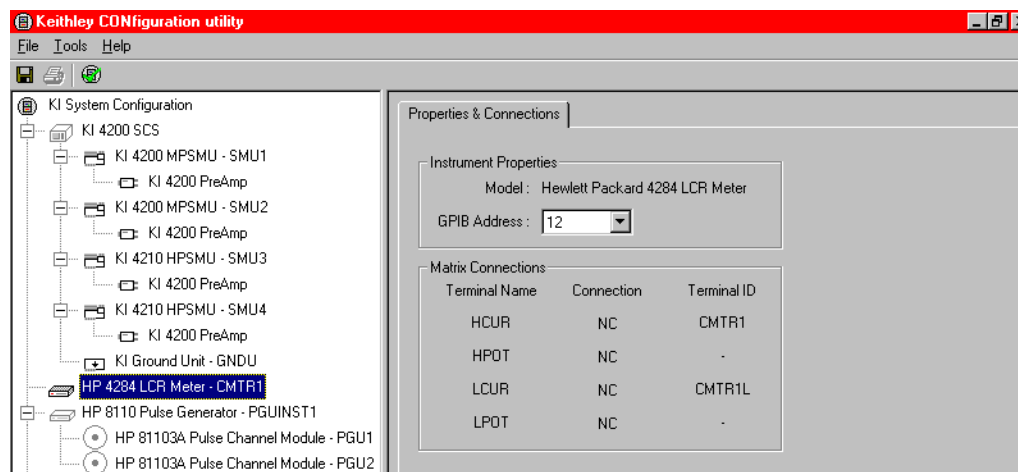 Keithley CONfiguration utility
File Tools Help
KI System Configuration
KI 4200 SCS
KI 4200 MPSMU - SMU1
KI 4200 PreAmp
KI 4200 MPSMU - SMU2
KI 4200 PreAmp
KI 4210 HPSMU - SMU3
KI 4200 PreAmp
KI 4210 HPSMU - SMU4
KI 4200 PreAmp
KI Ground Unit - GNDU
HP 4284 LCR Meter - CMTR1
HP 8110 Pulse Generator - PGUINST1
HP 81103A Pulse Channel Module - PGU1
HP 81103A Pulse Channel Module - PGU2
Properties & Connections
Instrument Properties
Model : Hewlett Packard 4284 LCR Meter
GPIB Address : 12
Matrix Connections
Terminal Name Connection Terminal ID
HCUR NC CMTR1
HPOT NC -
LCUR NC CMTR1L
LPOT NC -